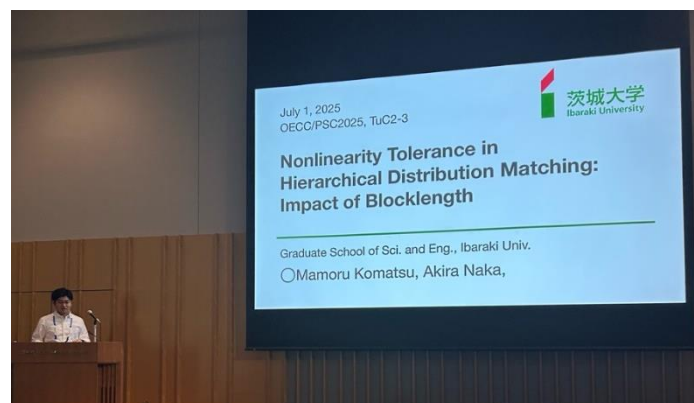 July 1, 2025
OECC/PSC2025, TuC2-3
茨城大学
Ibaraki University
Nonlinearity Tolerance in
Hierarchical Distribution Matching:
Impact of Blocklength
Graduate School of Sci. and Eng., Ibaraki Univ.
○Mamoru Komatsu, Akira Naka,